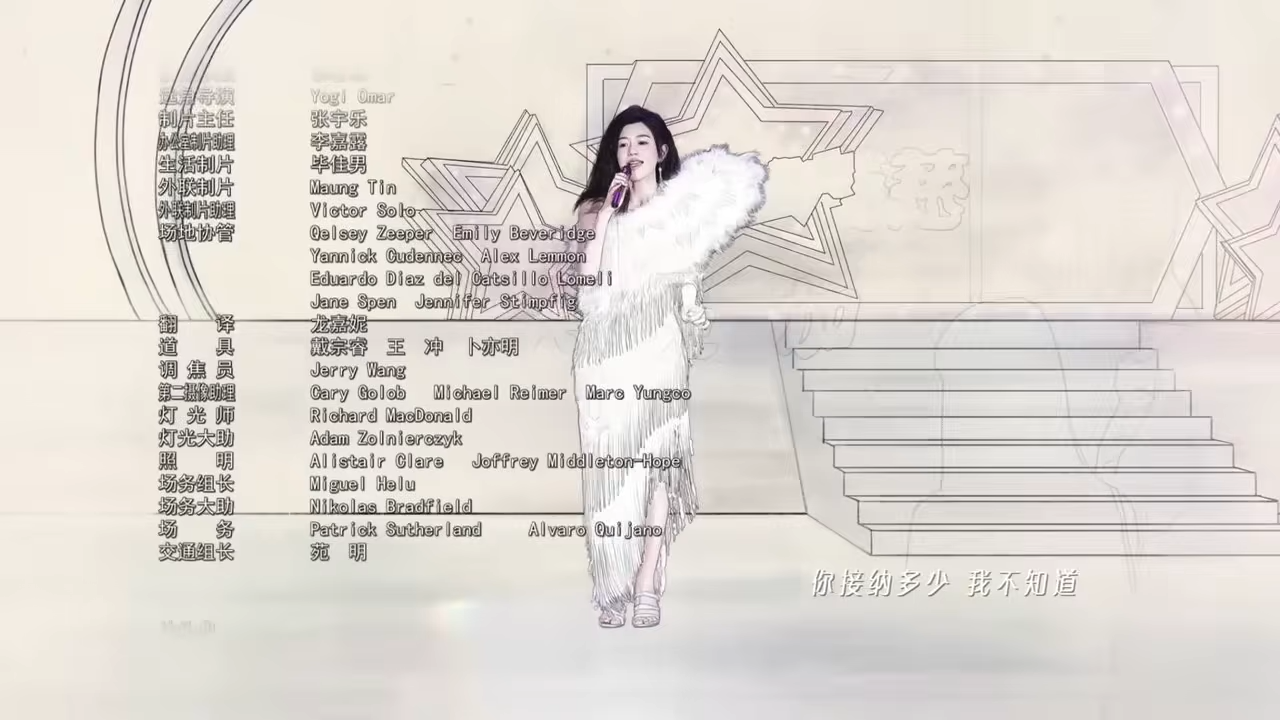 选角导演 Yogi Omar
制片主任 张宇乐
办公室制片助理 李嘉露
生活制片 毕佳男
外联制片 Maung Tin
外联制片助理 Victor Solo
场地协管 Qelsey Zeeper Emily Beveridge
Yannick Cudennec Alex Lemmon
Eduardo Diaz del Catsillo Lomeli
Jane Spen Jennifer Stimpfig
翻 译 龙嘉妮
道 具 戴宗睿 王 冲 卜亦明
调 焦 员 Jerry Wang
第二摄像助理 Cary Golob Michael Reimer Marc Yungco
灯 光 师 Richard MacDonald
灯光大助 Adam Zolnierczyk
照 明 Alistair Clare Joffrey Middleton-Hope
场务组长 Miguel Helu
场务大助 Nikolas Bradfield
场 务 Patrick Sutherland Alvaro Quijano
交通组长 苑 明
你接纳多少 我不知道